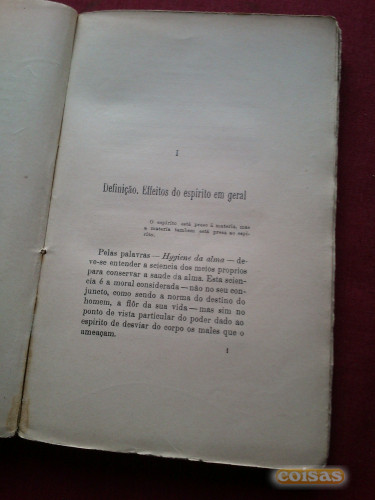 I
Definição. Effeitos do espirito em geral
O espirito está preso á materia, mas
a materia tambem está presa ao espi-
rito.
Pelas palavras — Hygiene da alma — de-
ve-se entender a sciencia dos meios proprios
para conservar a saude da alma. Esta scien-
cia é a moral considerada — não no seu con-
juncto, como sendo a norma do destino do
homem, a flôr da sua vida — mas sim no
ponto de vista particular do poder dado ao
espirito de desviar do corpo os males que o
ameaçam.
1
coisas